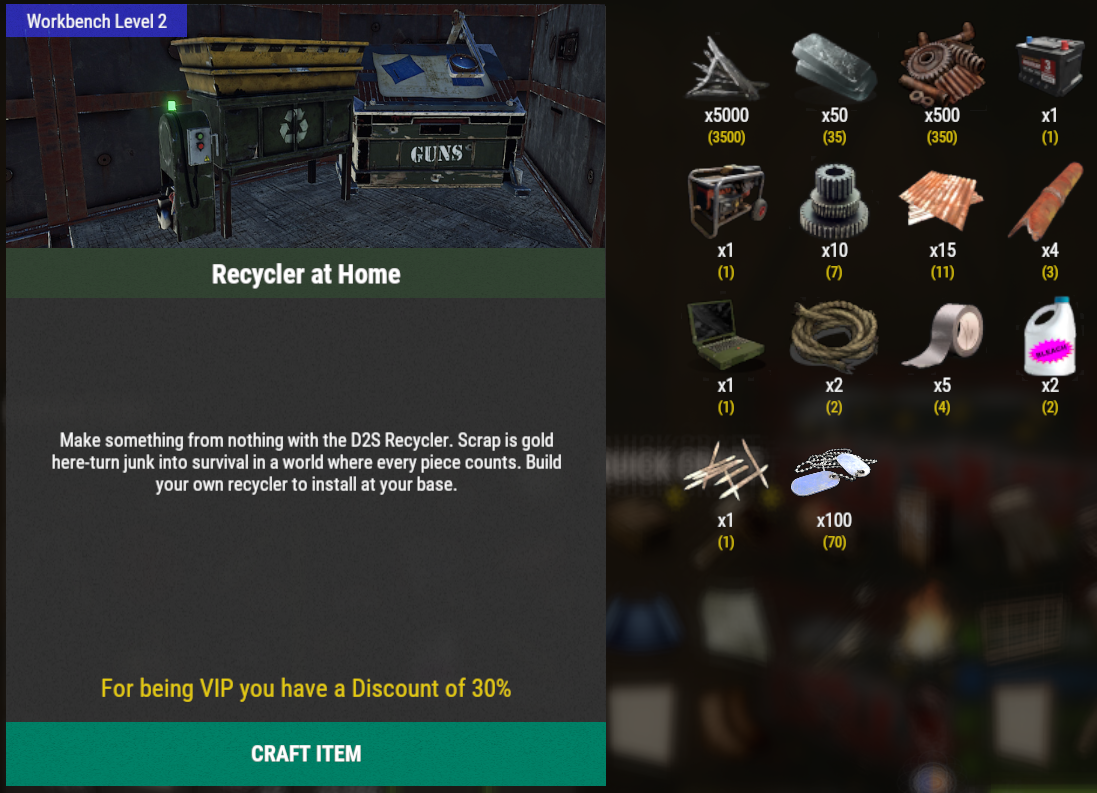 Workbench Level 2
GUNS
Recycler at Home
Make something from nothing with the D2S Recycler. Scrap is gold
here-turn junk into survival in a world where every piece counts. Build
your own recycler to install at your base.
For being VIP you have a Discount of 30%
CRAFT ITEM
x5000 x50 x500 x1
(3500) (35) (350) (1)
x1 x10 x15 x4
(1) (7) (11) (3)
BLEACH
x1 x2 x5 x2
(1) (2) (4) (2)
x1 x100
(1) (70)